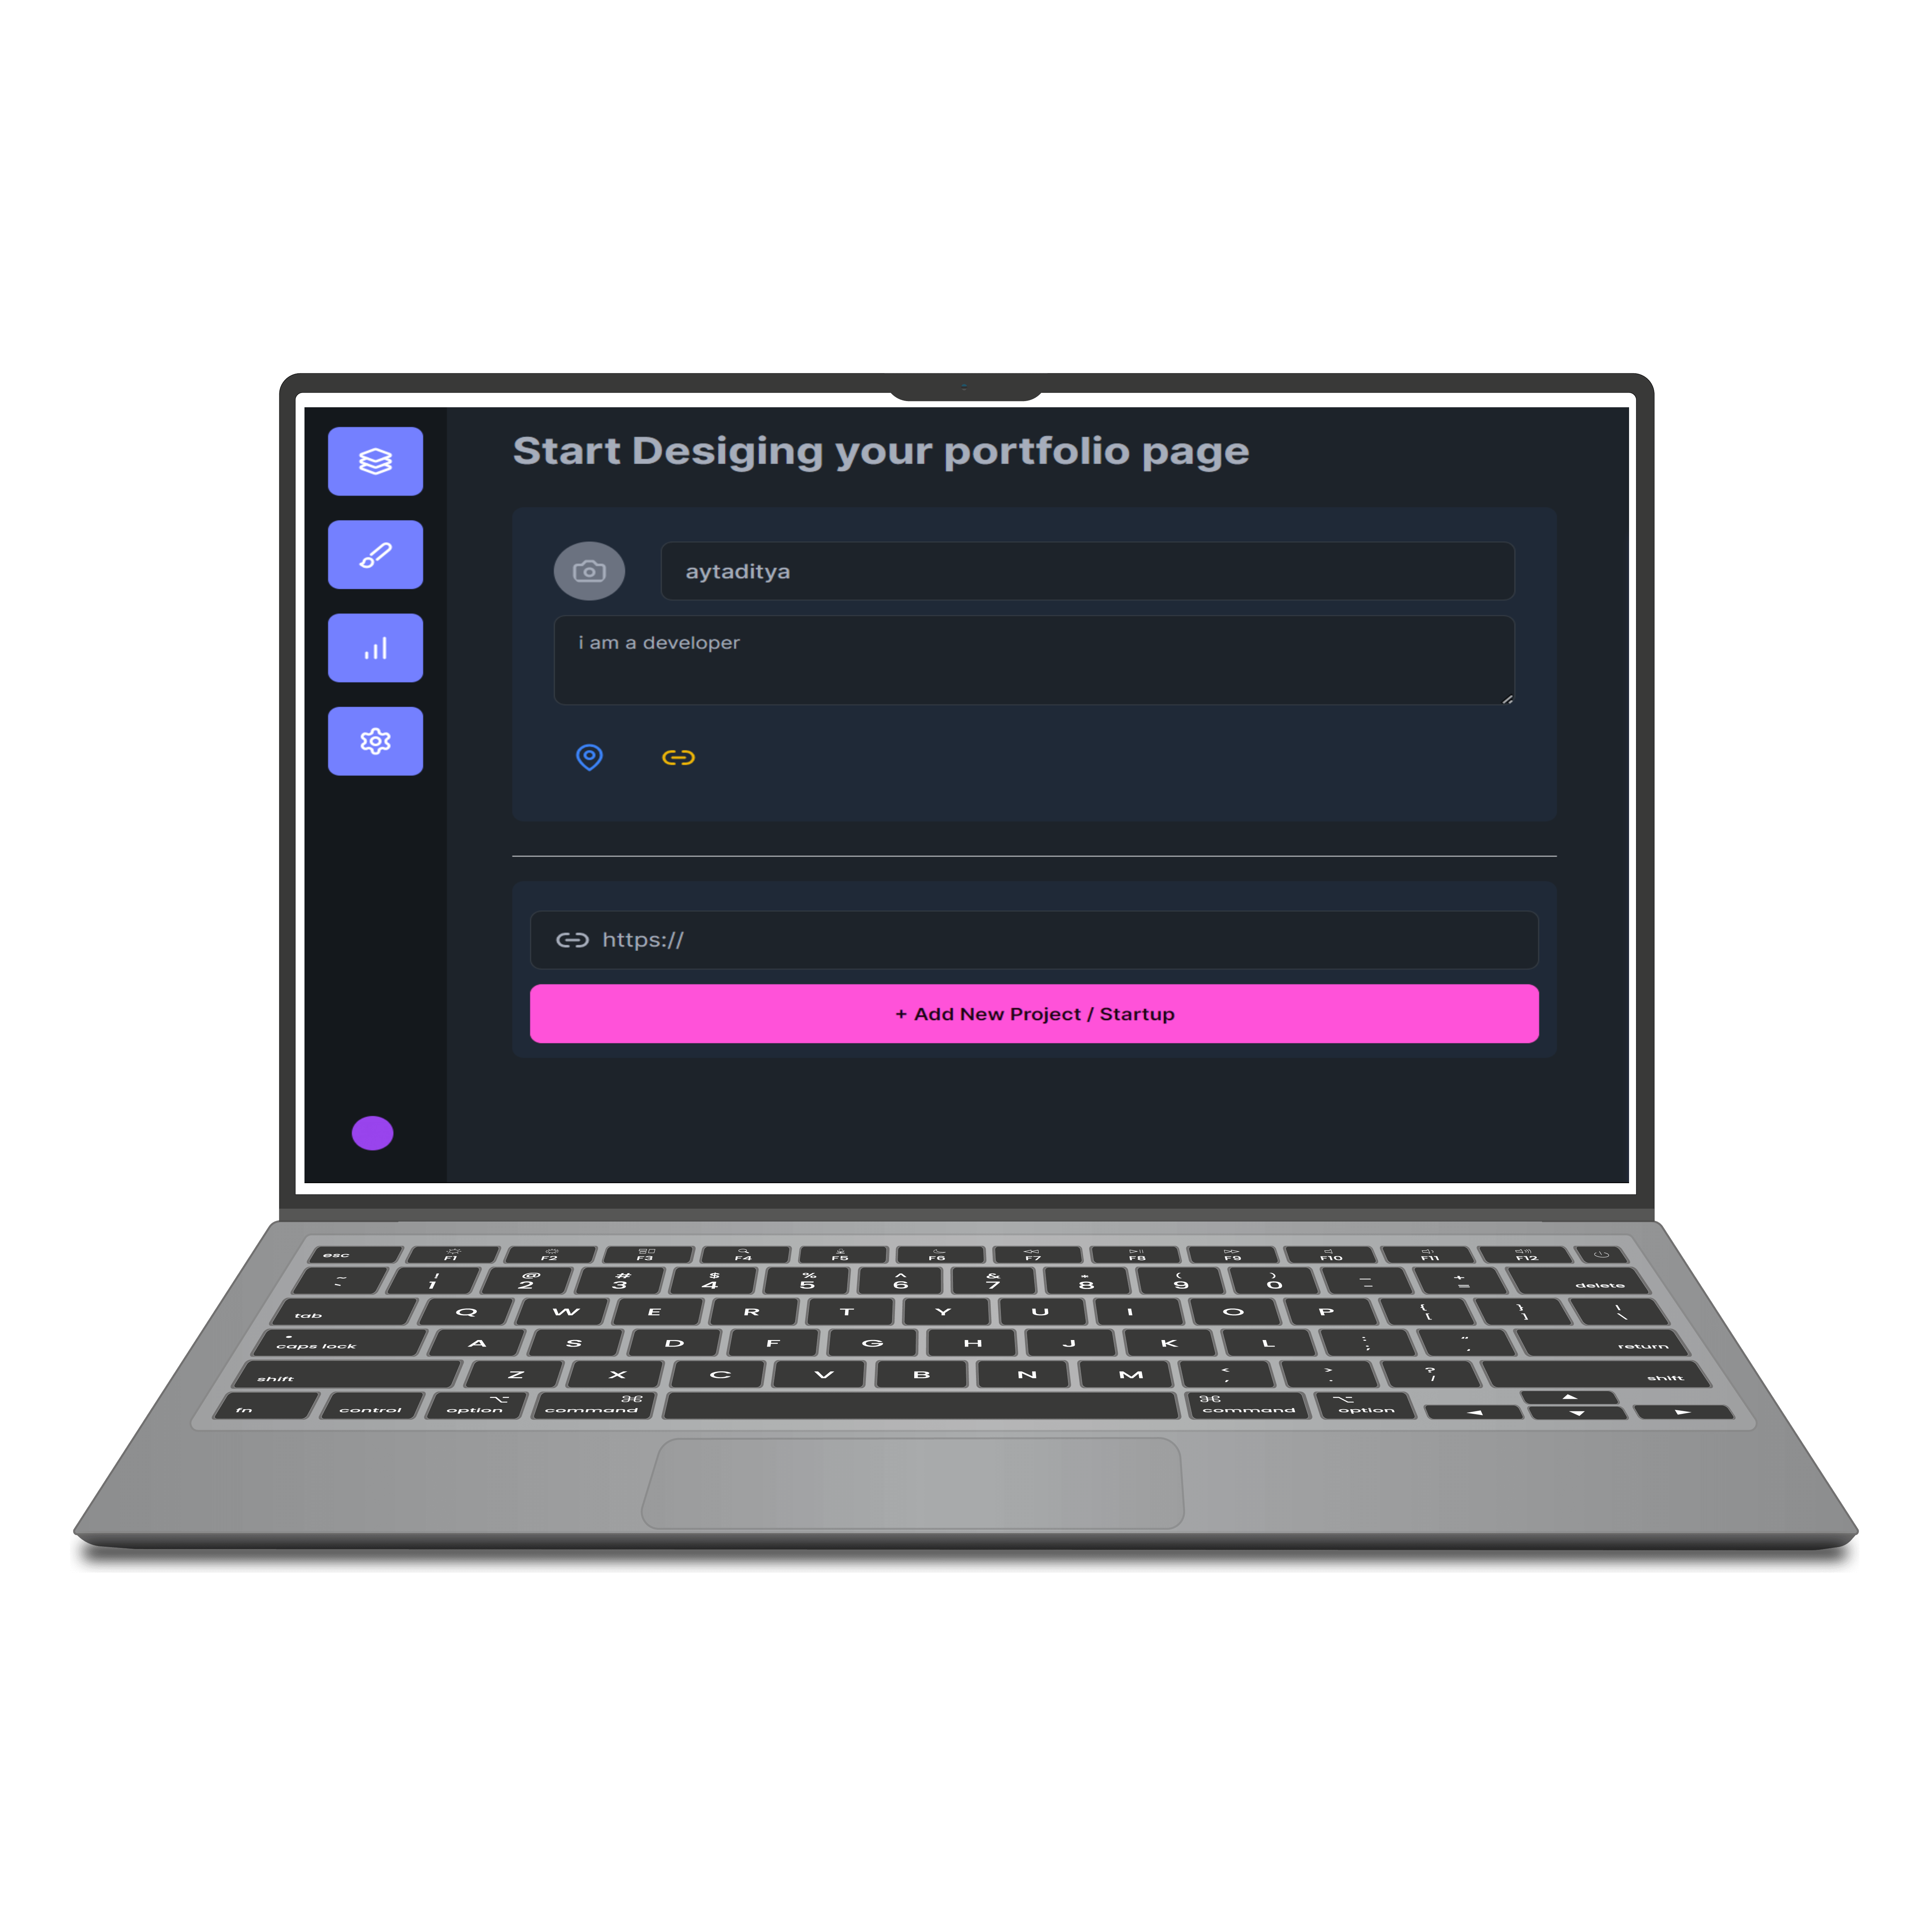 Start Desiging your portfolio page
aytaditya
i am a developer
https://
+ Add New Project / Startup
esc F1 F2 F3 F4 F5 F6 F7 F8 F9 F10 F11 F12
~ ! @ # $ % ^ & * ( ) _ +
` 1 2 3 4 5 6 7 8 9 0 - = delete
tab Q W E R T Y U I O P { [ } ] | \
caps lock A S D F G H J K L : ; " ' return
shift Z X C V B N M < , > . ? / shift
fn control option command command option